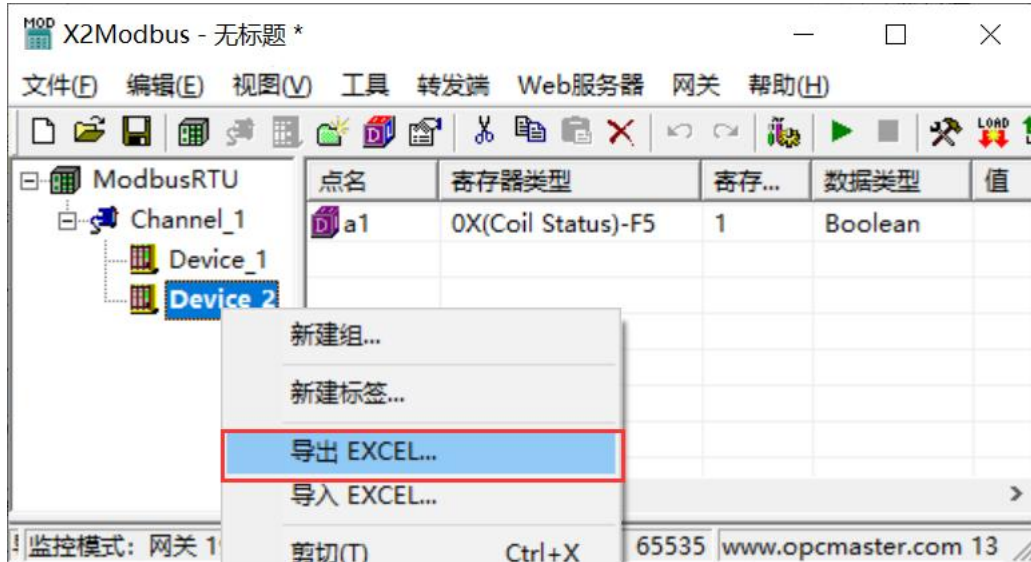 MOD X2Modbus - 无标题 *
文件(F) 编辑(E) 视图(V) 工具 转发端 Web服务器 网关 帮助(H)
LOAD
ModbusRTU 点名 寄存器类型 寄存... 数据类型 值
Channel_1 a1 0X(Coil Status)-F5 1 Boolean
Device_1
Device_2
新建组...
新建标签...
导出 EXCEL...
导入 EXCEL...
监控模式: 网关 剪切(T) Ctrl+X 65535 www.opcmaster.com 13